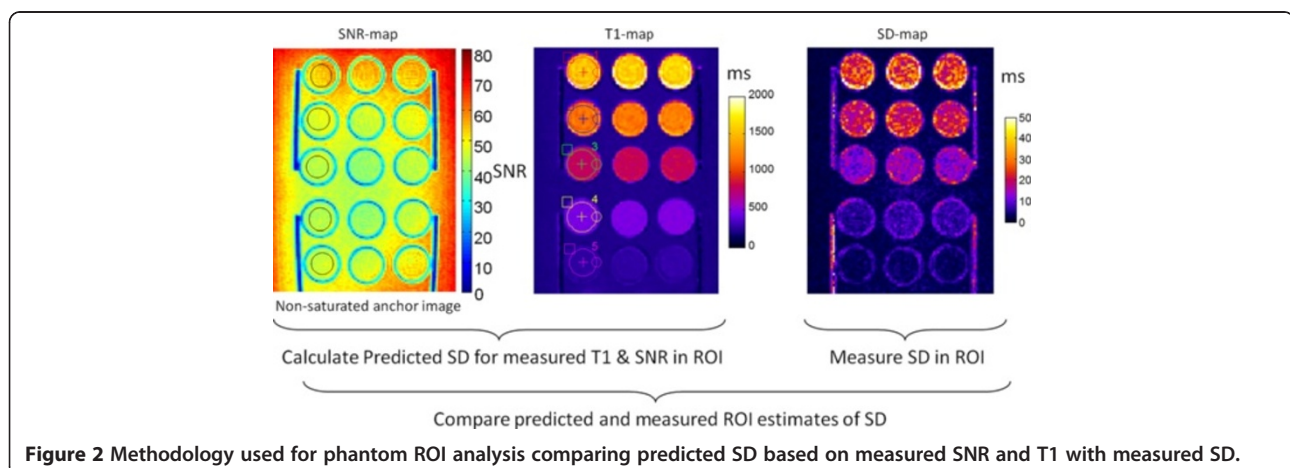 SNR-map
T1-map
SD-map
80
70
60
50
40
30
20
10
0
SNR
ms
2000
1500
1000
500
0
3
4
5
ms
50
40
30
20
10
0
Non-saturated anchor image
Calculate Predicted SD for measured T1 & SNR in ROI
Measure SD in ROI
Compare predicted and measured ROI estimates of SD
Figure 2 Methodology used for phantom ROI analysis comparing predicted SD based on measured SNR and T1 with measured SD.